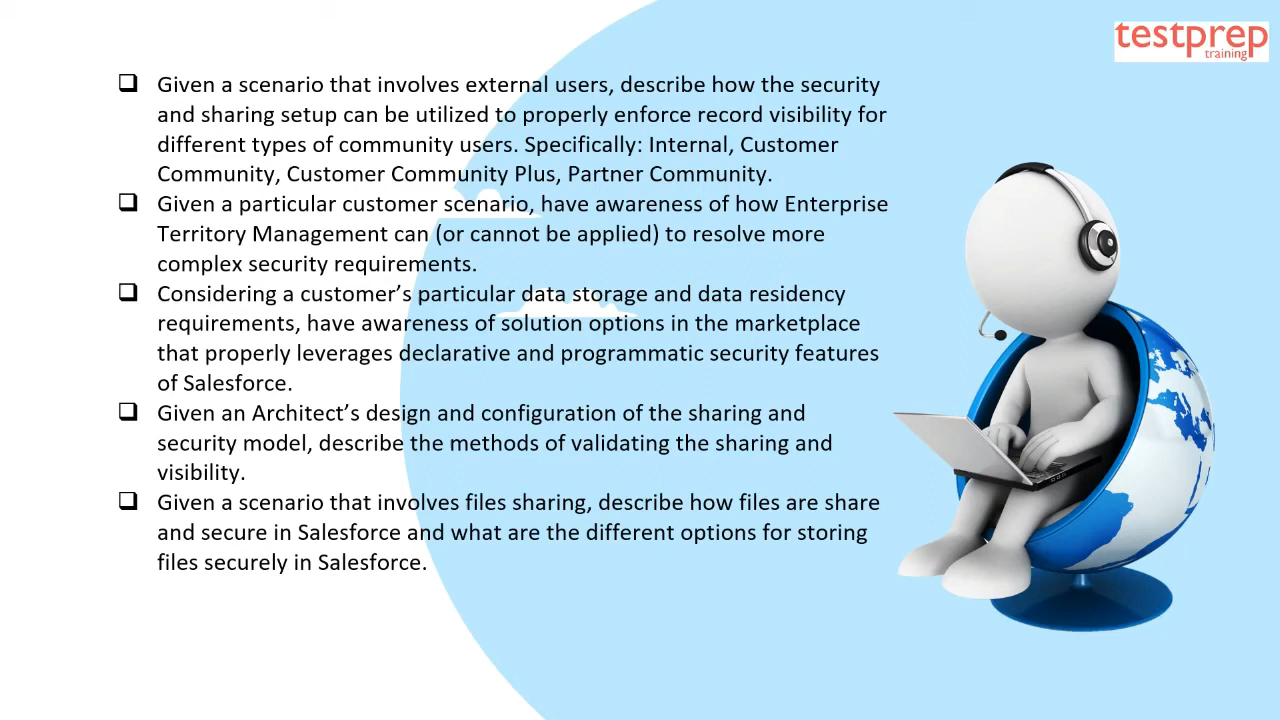 testprep
training
❑ Given a scenario that involves external users, describe how the security
and sharing setup can be utilized to properly enforce record visibility for
different types of community users. Specifically: Internal, Customer
Community, Customer Community Plus, Partner Community.
❑ Given a particular customer scenario, have awareness of how Enterprise
Territory Management can (or cannot be applied) to resolve more
complex security requirements.
❑ Considering a customer’s particular data storage and data residency
requirements, have awareness of solution options in the marketplace
that properly leverages declarative and programmatic security features
of Salesforce.
❑ Given an Architect’s design and configuration of the sharing and
security model, describe the methods of validating the sharing and
visibility.
❑ Given a scenario that involves files sharing, describe how files are share
and secure in Salesforce and what are the different options for storing
files securely in Salesforce.